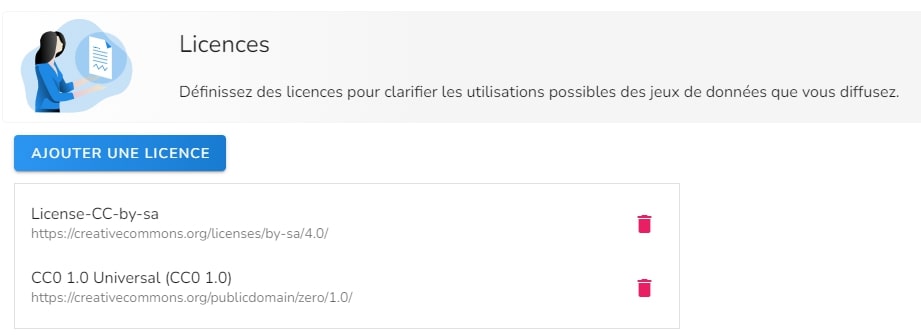 Licences
Définissez des licences pour clarifier les utilisations possibles des jeux de données que vous diffusez.
AJOUTER UNE LICENCE
License-CC-by-sa
https://creativecommons.org/licenses/by-sa/4.0/
CC0 1.0 Universal (CC0 1.0)
https://creativecommons.org/publicdomain/zero/1.0/